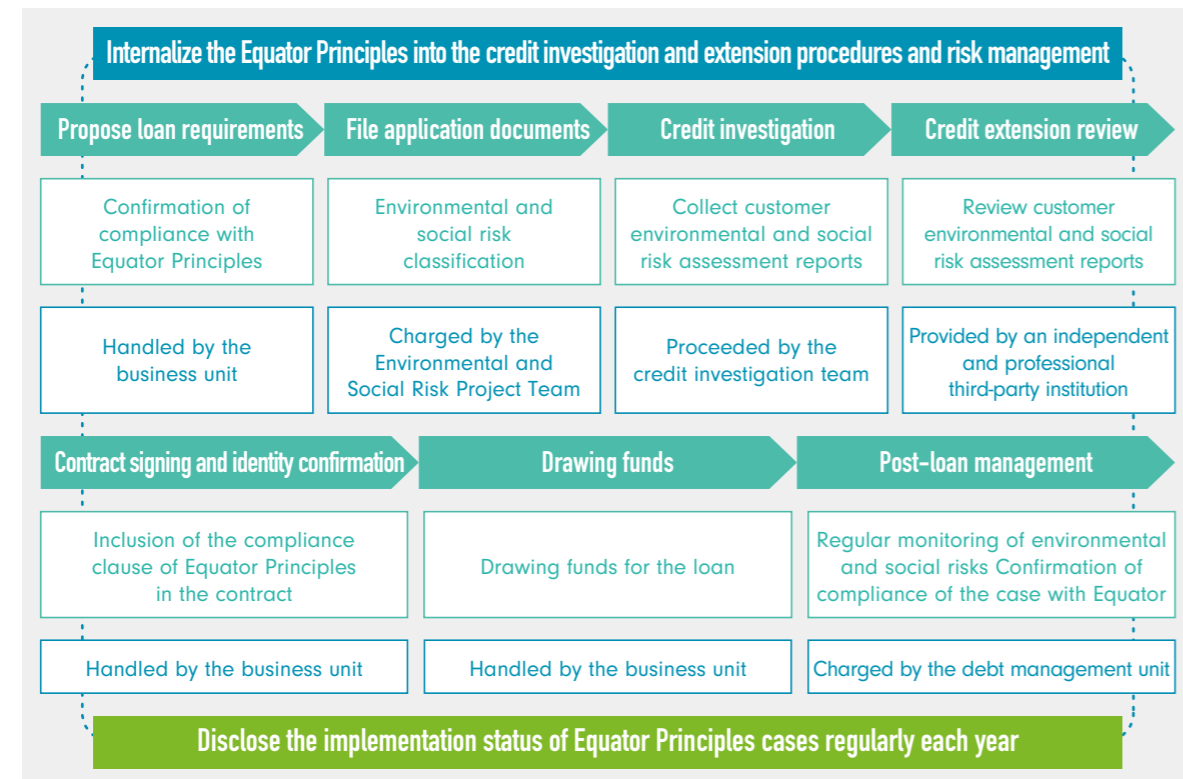 Internalize the Equator Principles into the credit investigation and extension procedures and risk management
Propose loan requirements
File application documents
Credit investigation
Credit extension review
Confirmation of
compliance with
Equator Principles
Environmental and
social risk
classification
Collect customer
environmental and social
risk assessment reports
Review customer
environmental and social
risk assessment reports
Handled by the
business unit
Charged by the
Environmental and
Social Risk Project Team
Proceeded by the
credit investigation team
Provided by an independent
and professional
third-party institution
Contract signing and identity confirmation
Drawing funds
Post-loan management
Inclusion of the compliance
clause of Equator Principles
in the contract
Drawing funds for the loan
Regular monitoring of environmental
and social risks Confirmation of
compliance of the case with Equator
Handled by the business unit
Handled by the business unit
Charged by the debt management unit
Disclose the implementation status of Equator Principles cases regularly each year